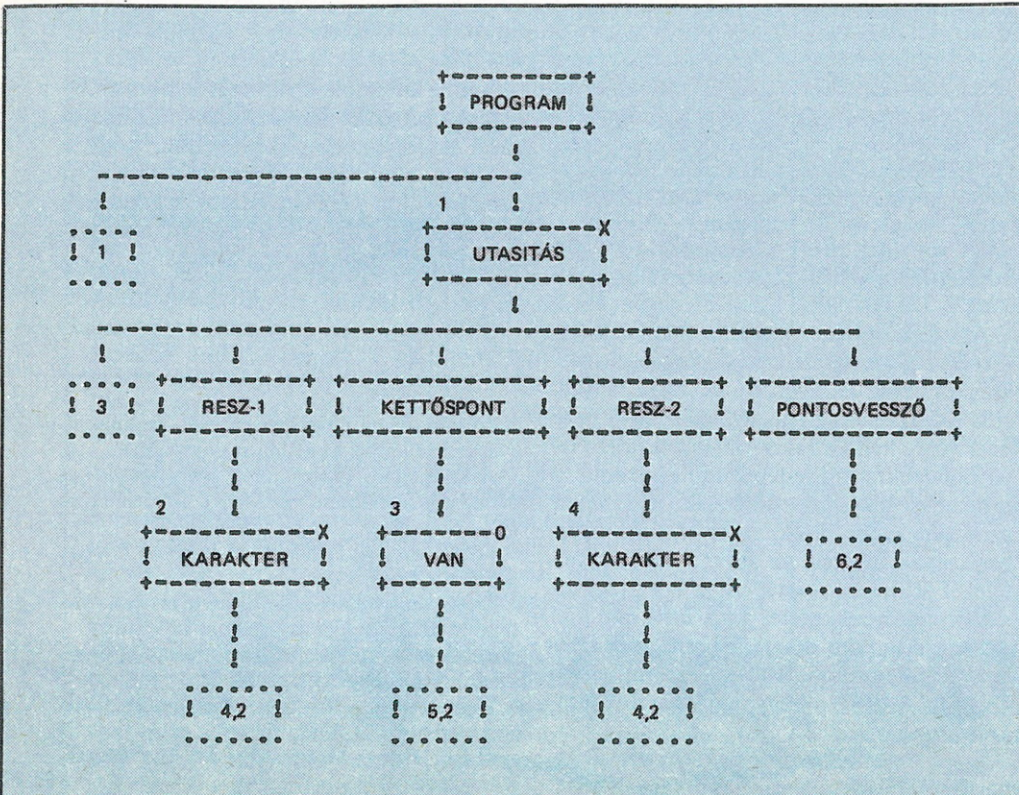 PROGRAM
1
1
UTASITÁS
3
RESZ-1
KETTŐSPONT
RESZ-2
PONTOSVESSZŐ
2
3
4
X
0
X
KARAKTER
VAN
KARAKTER
6,2
4,2
5,2
4,2